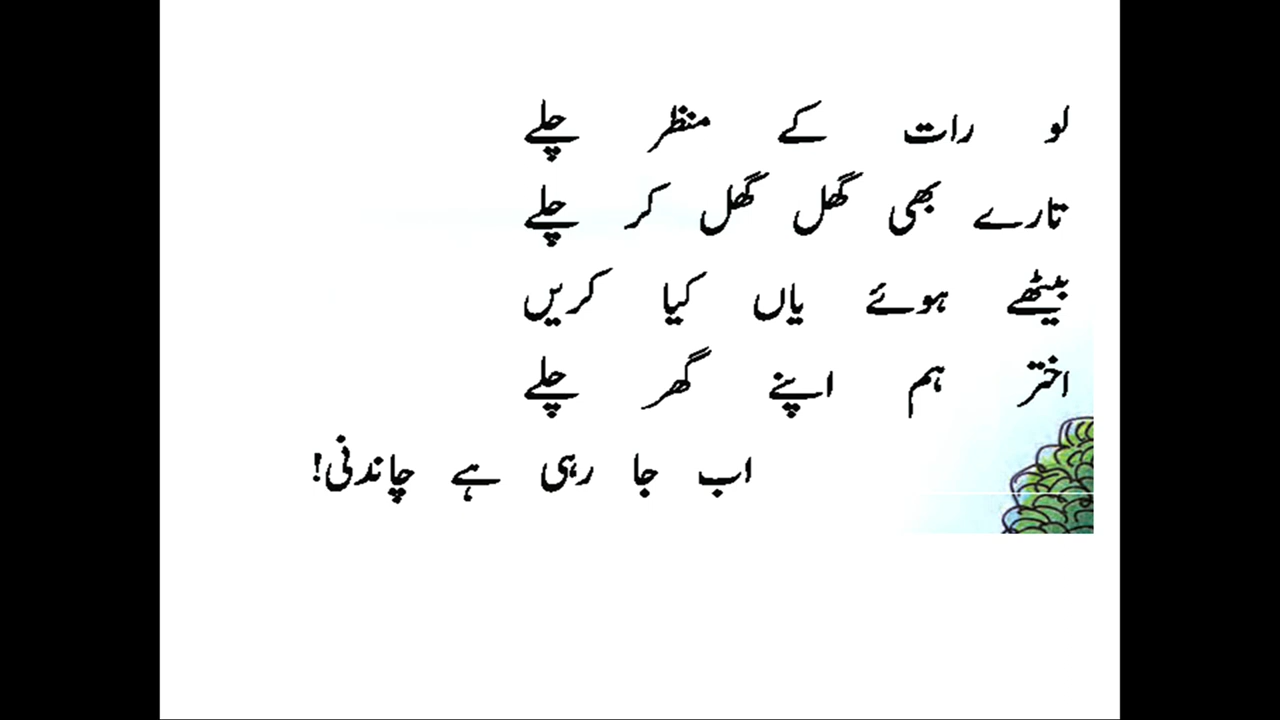 لو رات کے منظر چلے
تارے بھی گھل گھل کر چلے
بیٹھے ہوئے یاں کیا کریں
اختر ہم اپنے گھر چلے
اب جا رہی ہے چاندنی!